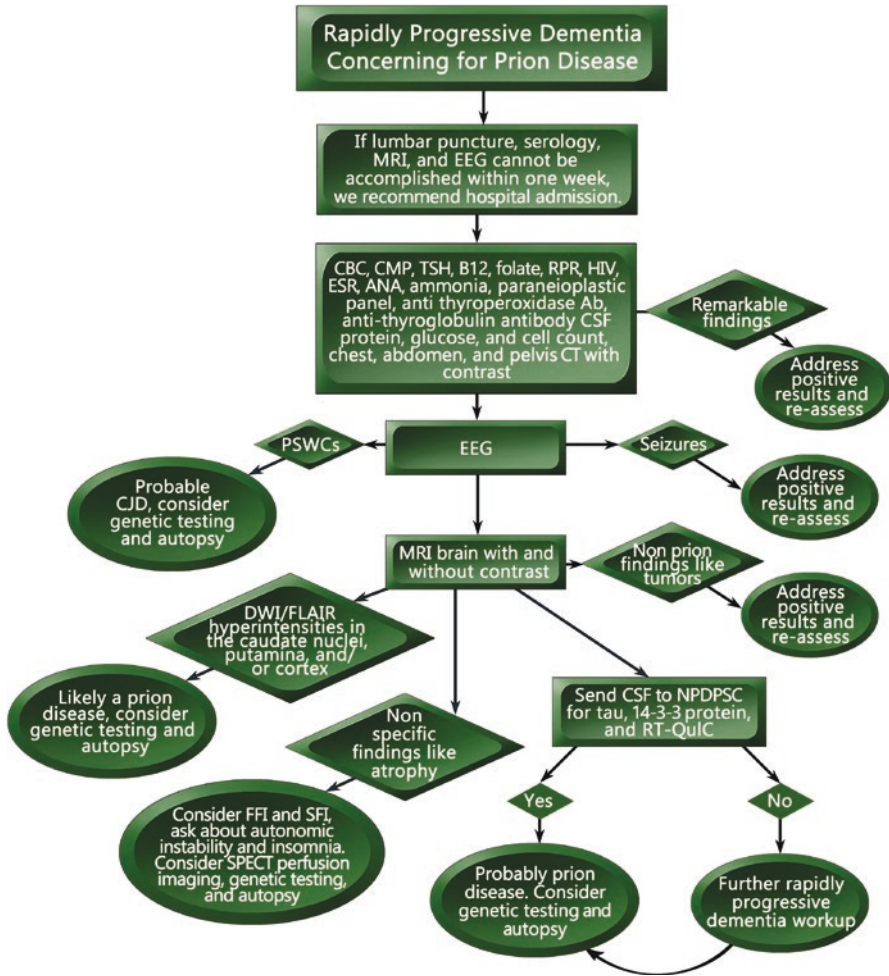 Rapidly Progressive Dementia
Concerning for Prion Disease
If lumbar puncture, serology,
MRI, and EEG cannot be
accomplished within one week,
we recommend hospital admission.
CBC, CMP, TSH, B12, folate, RPR, HIV,
ESR, ANA, ammonia, paraneioplastic
panel, anti thyroperoxidase Ab,
anti-thyroglobulin antibody CSF
protein, glucose, and cell count,
chest, abdomen, and pelvis CT with
contrast
Remarkable
findings
Address
positive
results and
re-assess
PSWCs
EEG
Seizures
Probable
CJD, consider
genetic testing
and autopsy
Address
positive
results and
re-assess
MRI brain with and
without contrast
Non prion
findings like
tumors
Address
positive
results and
re-assess
DWI/FLAIR
hyperintensities in
the caudate nuclei,
putamina, and/
or cortex
Likely a prion
disease, consider
genetic testing and
autopsy
Non
specific
findings like
atrophy
Send CSF to NPDPSC
for tau, 14-3-3 protein,
and RT-QuIC
Consider FFI and SFI,
ask about autonomic
instability and insomnia.
Consider SPECT perfusion
imaging, genetic testing,
and autopsy
Yes
No
Probably prion
disease. Consider
genetic testing and
autopsy
Further rapidly
progressive
dementia workup